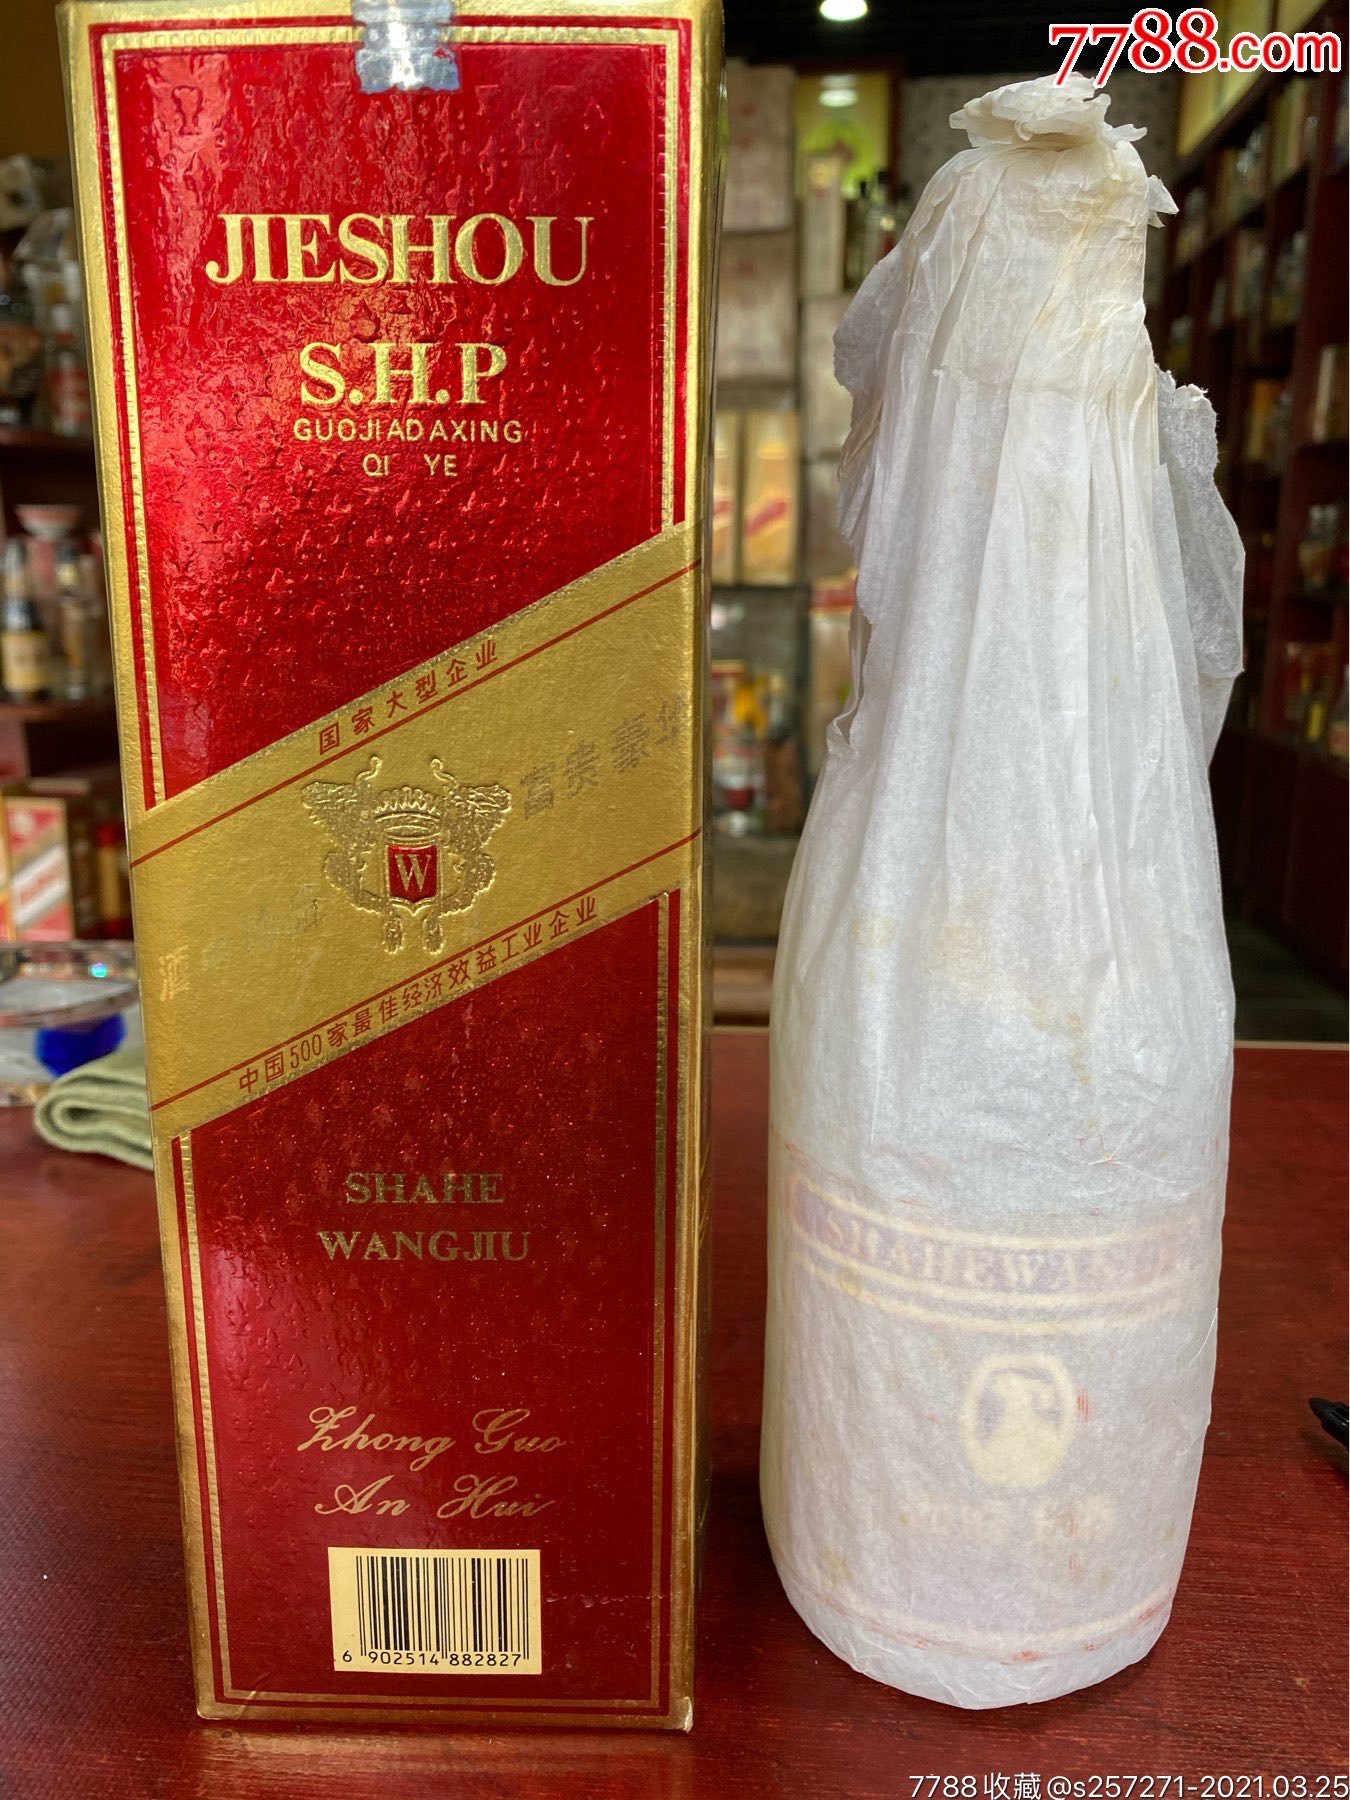 7788.com
JIESHOU
S.H.P
GUOJIADAXING
QI YE
国家大型企业
富贵豪华
W
酒
中国500家最佳经济效益工业企业
SHAHE
WANGJIU
Zhong Guo
An Hui
6 902514 882827
SHAHEWA
7788收藏@s257271-2021.03.25